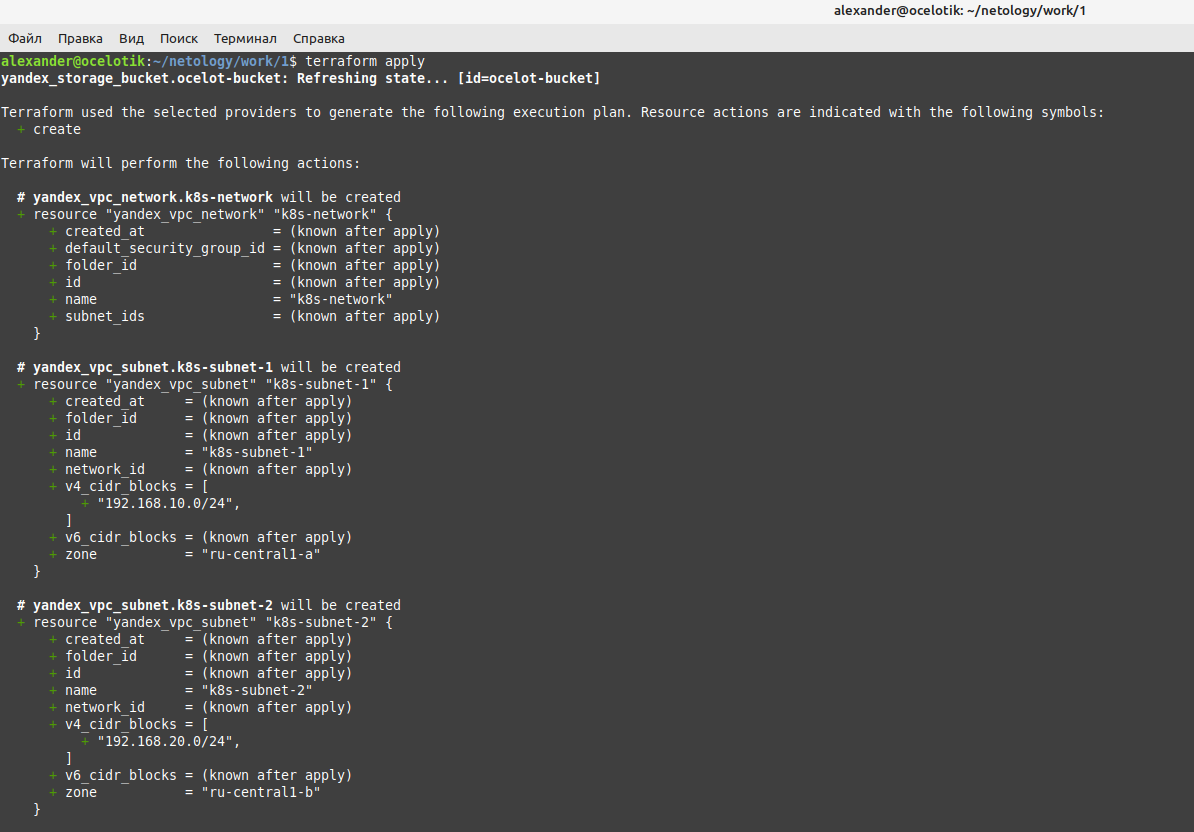 alexander@ocelotik: ~/netology/work/1
Файл Правка Вид Поиск Терминал Справка
alexander@ocelotik:~/netology/work/1$ terraform apply
yandex_storage_bucket.ocelot-bucket: Refreshing state... [id=ocelot-bucket]
Terraform used the selected providers to generate the following execution plan. Resource actions are indicated with the following symbols:
  + create
Terraform will perform the following actions:
  # yandex_vpc_network.k8s-network will be created
  + resource "yandex_vpc_network" "k8s-network" {
      + created_at                = (known after apply)
      + default_security_group_id = (known after apply)
      + folder_id                 = (known after apply)
      + id                        = (known after apply)
      + name                      = "k8s-network"
      + subnet_ids                = (known after apply)
    }
  # yandex_vpc_subnet.k8s-subnet-1 will be created
  + resource "yandex_vpc_subnet" "k8s-subnet-1" {
      + created_at     = (known after apply)
      + folder_id      = (known after apply)
      + id             = (known after apply)
      + name           = "k8s-subnet-1"
      + network_id     = (known after apply)
      + v4_cidr_blocks = [
          + "192.168.10.0/24",
        ]
      + v6_cidr_blocks = (known after apply)
      + zone           = "ru-central1-a"
    }
  # yandex_vpc_subnet.k8s-subnet-2 will be created
  + resource "yandex_vpc_subnet" "k8s-subnet-2" {
      + created_at     = (known after apply)
      + folder_id      = (known after apply)
      + id             = (known after apply)
      + name           = "k8s-subnet-2"
      + network_id     = (known after apply)
      + v4_cidr_blocks = [
          + "192.168.20.0/24",
        ]
      + v6_cidr_blocks = (known after apply)
      + zone           = "ru-central1-b"
    }